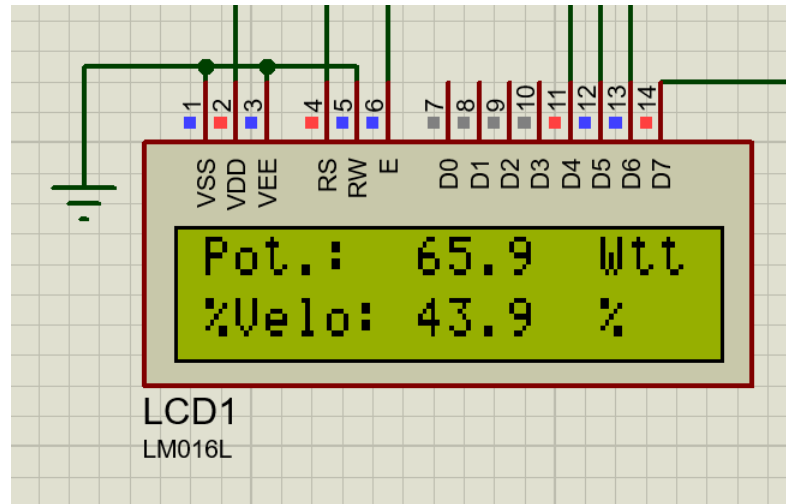 1 2 3 4 5 6 7 8 9 10 11 12 13 14
VSS VDD VEE RS RW E D0 D1 D2 D3 D4 D5 D6 D7
Pot.: 65.9 Wtt
%Velo: 43.9 %
LCD1
LM016L